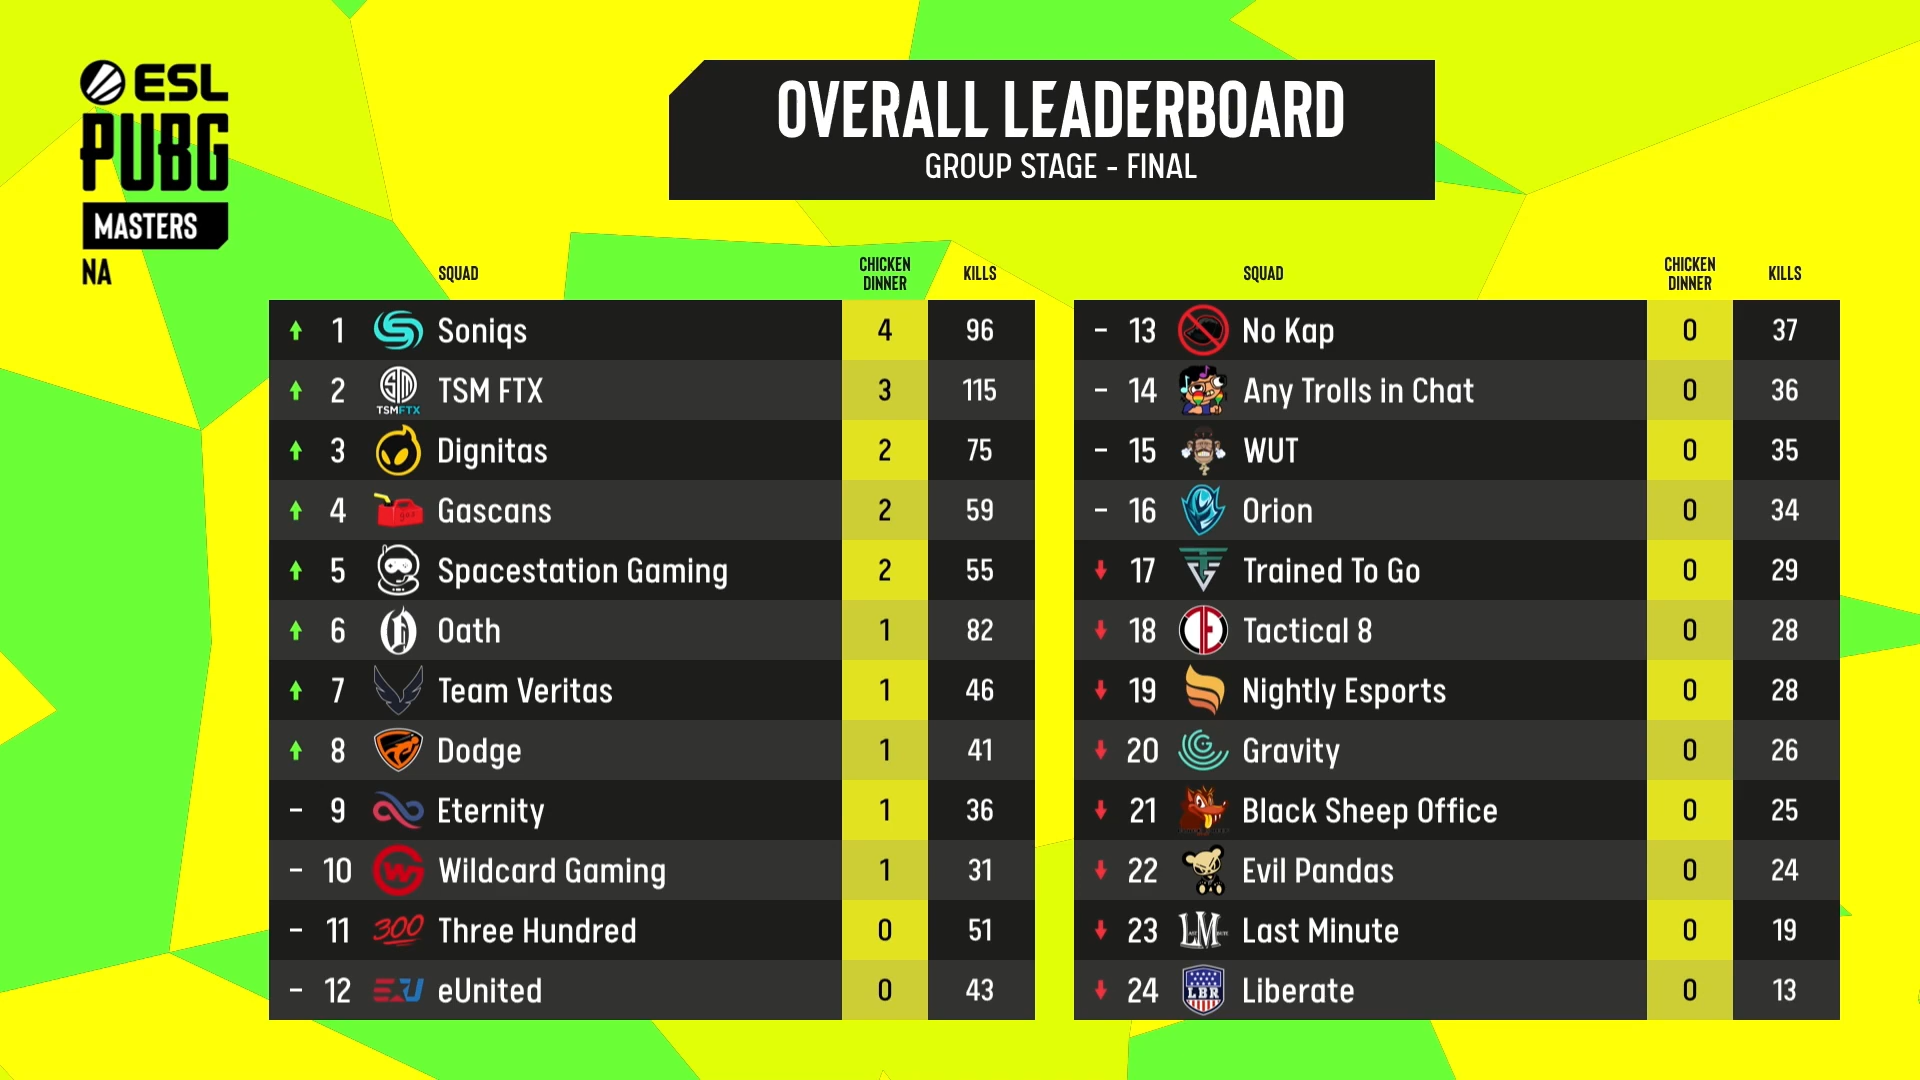 ESL
PUBG
MASTERS
NA
OVERALL LEADERBOARD
GROUP STAGE - FINAL
SQUAD CHICKEN DINNER KILLS
1 Soniqs 4 96
2 TSM FTX 3 115
3 Dignitas 2 75
4 Gascans 2 59
5 Spacestation Gaming 2 55
6 Oath 1 82
7 Team Veritas 1 46
8 Dodge 1 41
– 9 Eternity 1 36
– 10 Wildcard Gaming 1 31
– 11 300 Three Hundred 0 51
– 12 eUnited 0 43
SQUAD CHICKEN DINNER KILLS
– 13 No Kap 0 37
– 14 Any Trolls in Chat 0 36
– 15 WUT 0 35
– 16 Orion 0 34
17 Trained To Go 0 29
18 Tactical 8 0 28
19 Nightly Esports 0 28
20 Gravity 0 26
21 Black Sheep Office 0 25
22 Evil Pandas 0 24
23 LM Last Minute 0 19
24 LBR Liberate 0 13